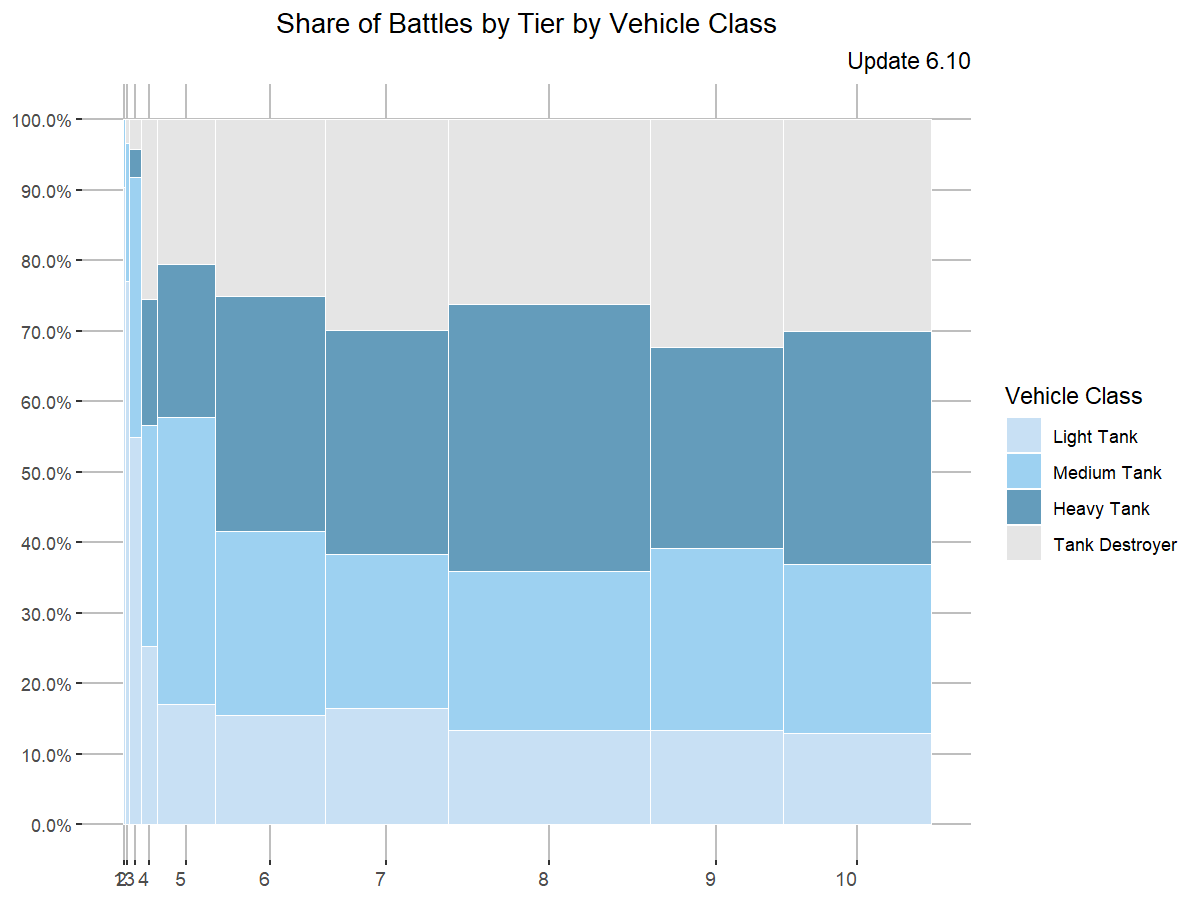 Share of Battles by Tier by Vehicle Class
Update 6.10
100.0%
90.0%
80.0%
70.0%
60.0%
50.0%
40.0%
30.0%
20.0%
10.0%
0.0%
1 2 3 4 5 6 7 8 9 10
Vehicle Class
Light Tank
Medium Tank
Heavy Tank
Tank Destroyer